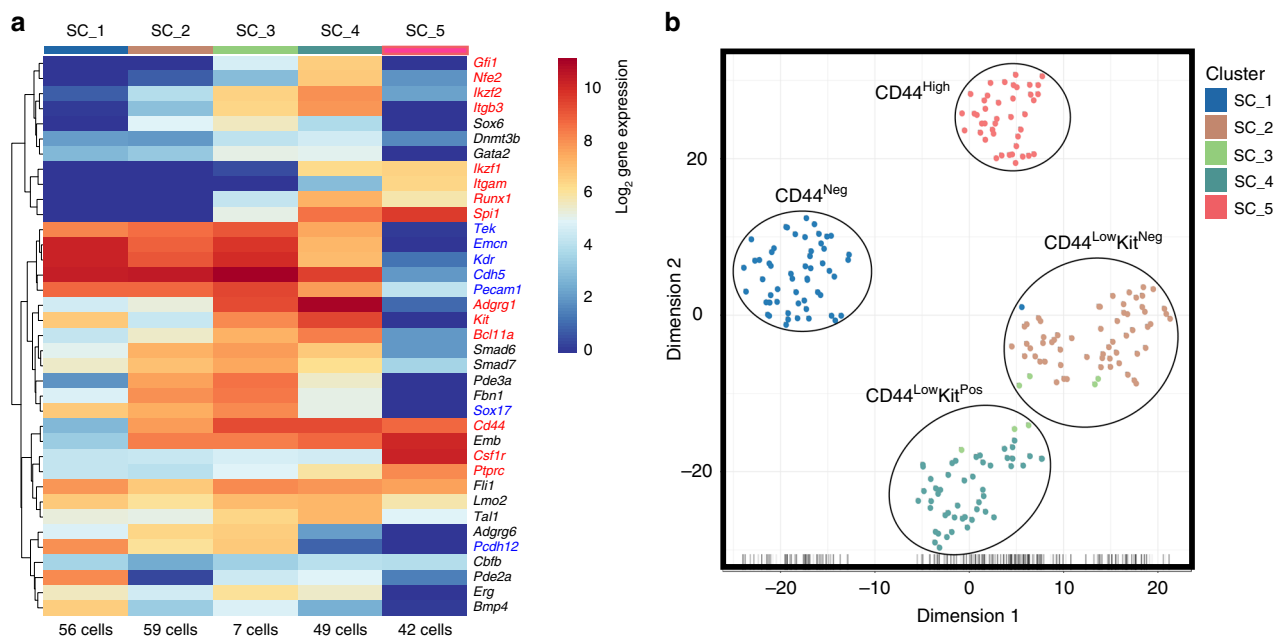 a
SC_1 SC_2 SC_3 SC_4 SC_5
Gfi1
Nfe2
Ikzf2
Itgb3
Sox6
Dnmt3b
Gata2
Ikzf1
Itgam
Runx1
Spi1
Tek
Emcn
Kdr
Cdh5
Pecam1
Adgrg1
Kit
Bcl11a
Smad6
Smad7
Pde3a
Fbn1
Sox17
Cd44
Emb
Csf1r
Ptprc
Fli1
Lmo2
Tal1
Adgrg6
Pcdh12
Cbfb
Pde2a
Erg
Bmp4
56 cells 59 cells 7 cells 49 cells 42 cells
10
8
6
4
2
0
Log2 gene expression
b
CD44High
CD44Neg
CD44LowKitNeg
CD44LowKitPos
20
0
−20
Dimension 2
−20 −10 0 10 20
Dimension 1
Cluster
SC_1
SC_2
SC_3
SC_4
SC_5